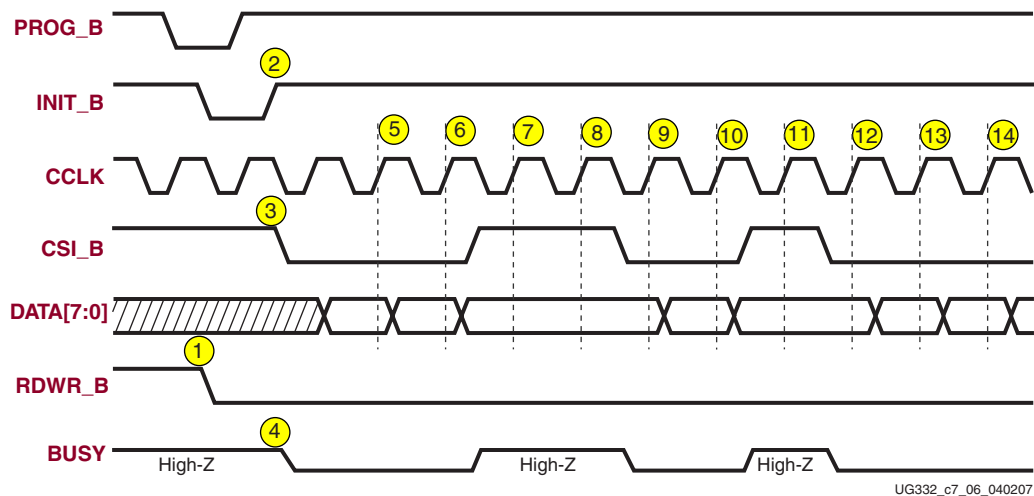 PROG_B
2
INIT_B
5 6 7 8 9 10 11 12 13 14
CCLK
3
CSI_B
DATA[7:0]
1
RDWR_B
4
BUSY
High-Z High-Z High-Z
UG332_c7_06_040207